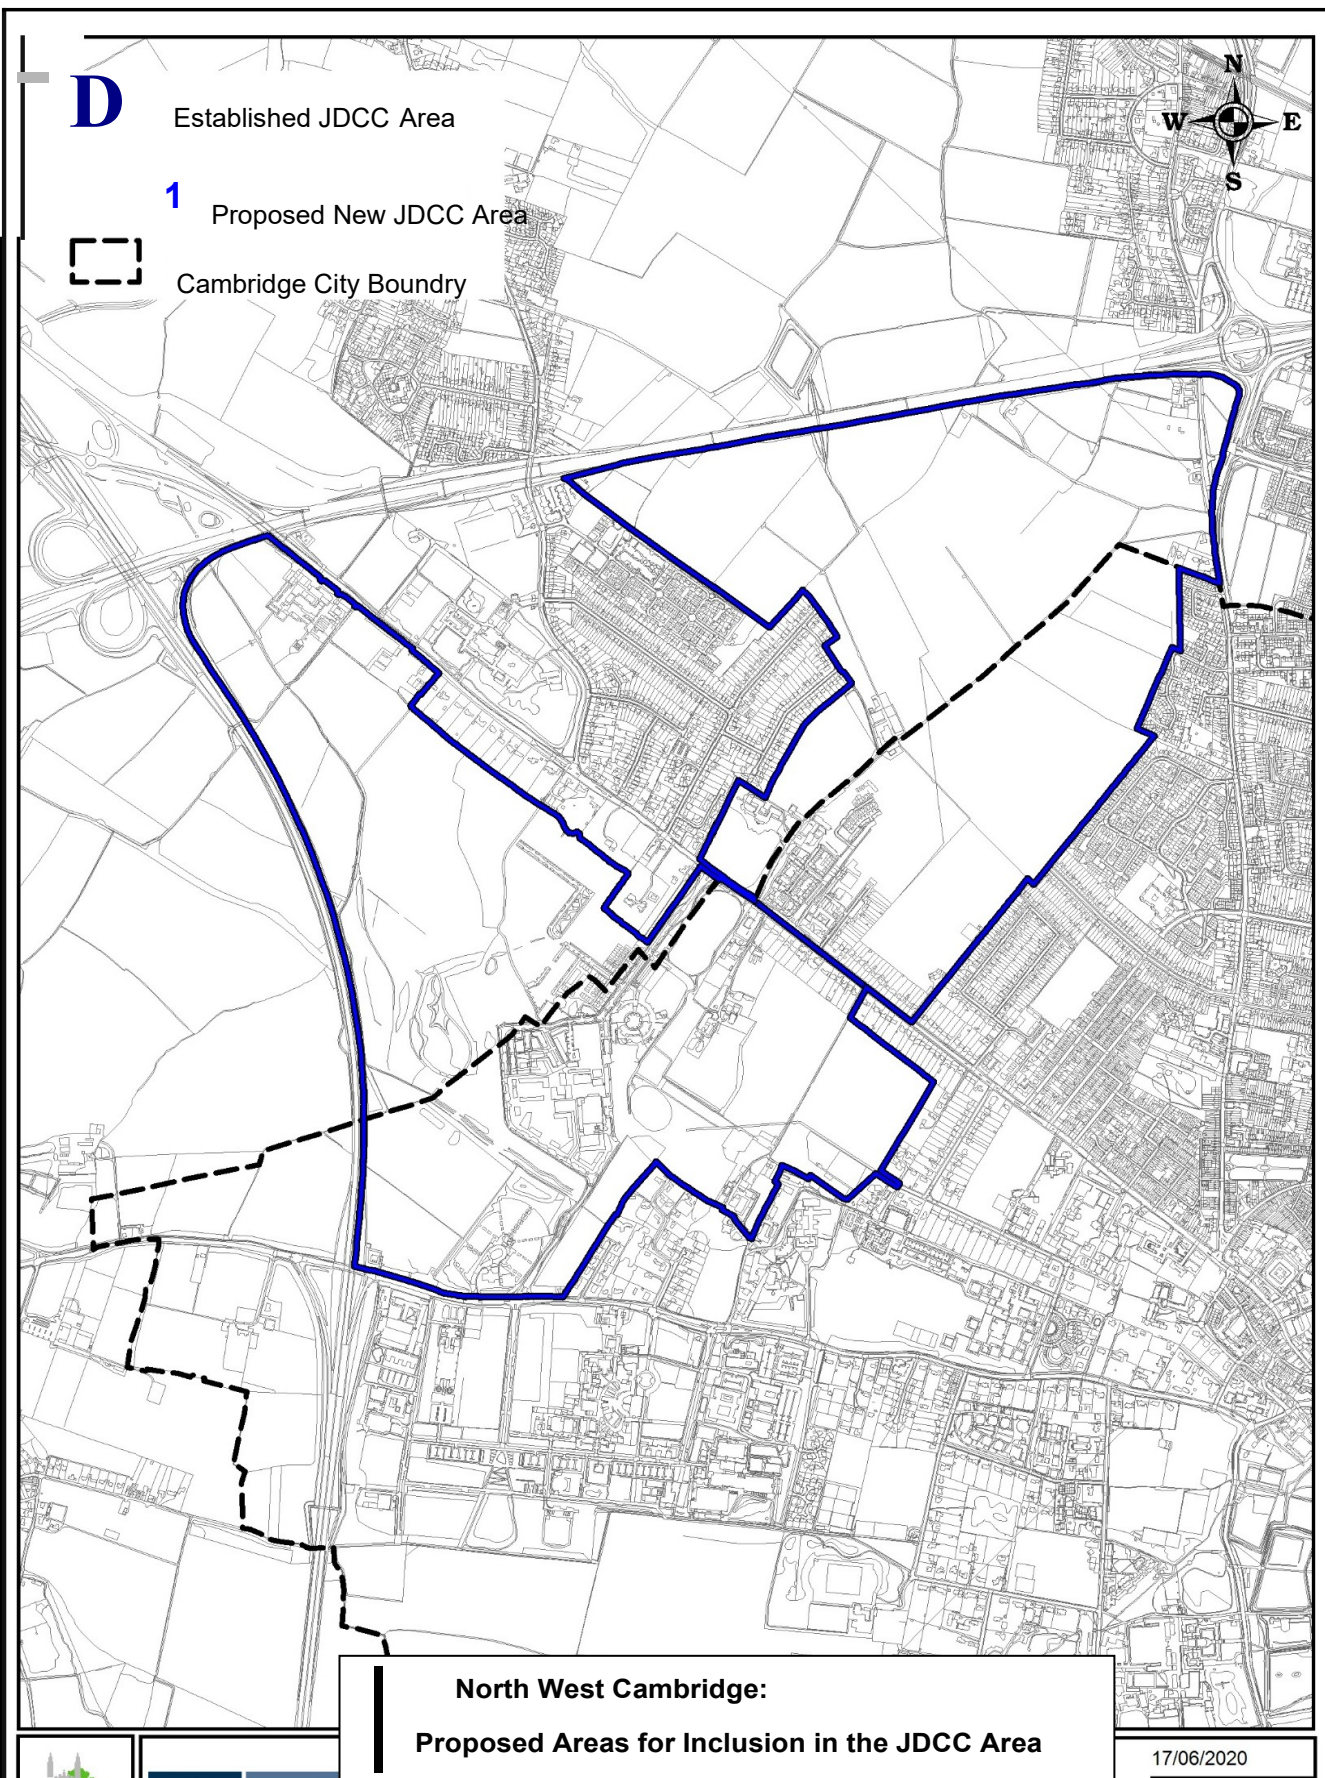 D Established JDCC Area
1 Proposed New JDCC Area
Cambridge City Boundry
N
W E
S
North West Cambridge:
Proposed Areas for Inclusion in the JDCC Area
17/06/2020